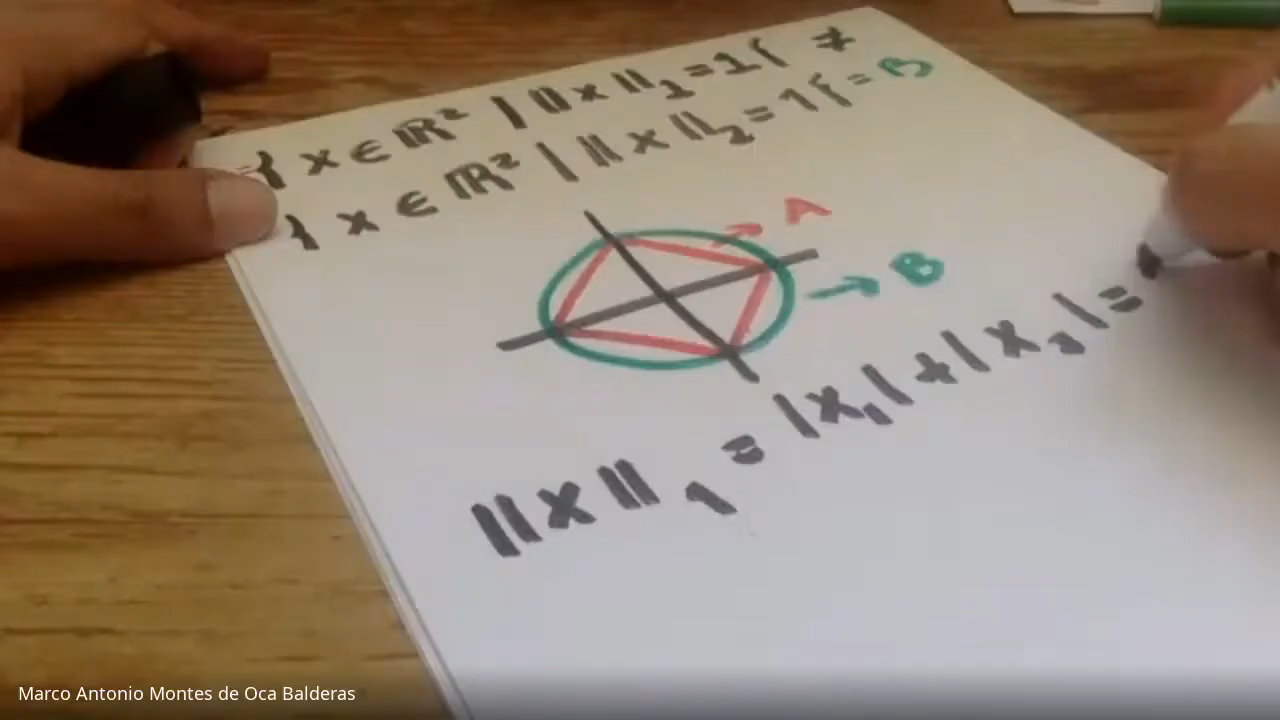 { x ∈ ℝ² | ||x||₁ = 1 } ≠
{ x ∈ ℝ² | ||x||₂ = 1 } = B
A
B
||x||₁ = |x₁| + |x₂| =
Marco Antonio Montes de Oca Balderas